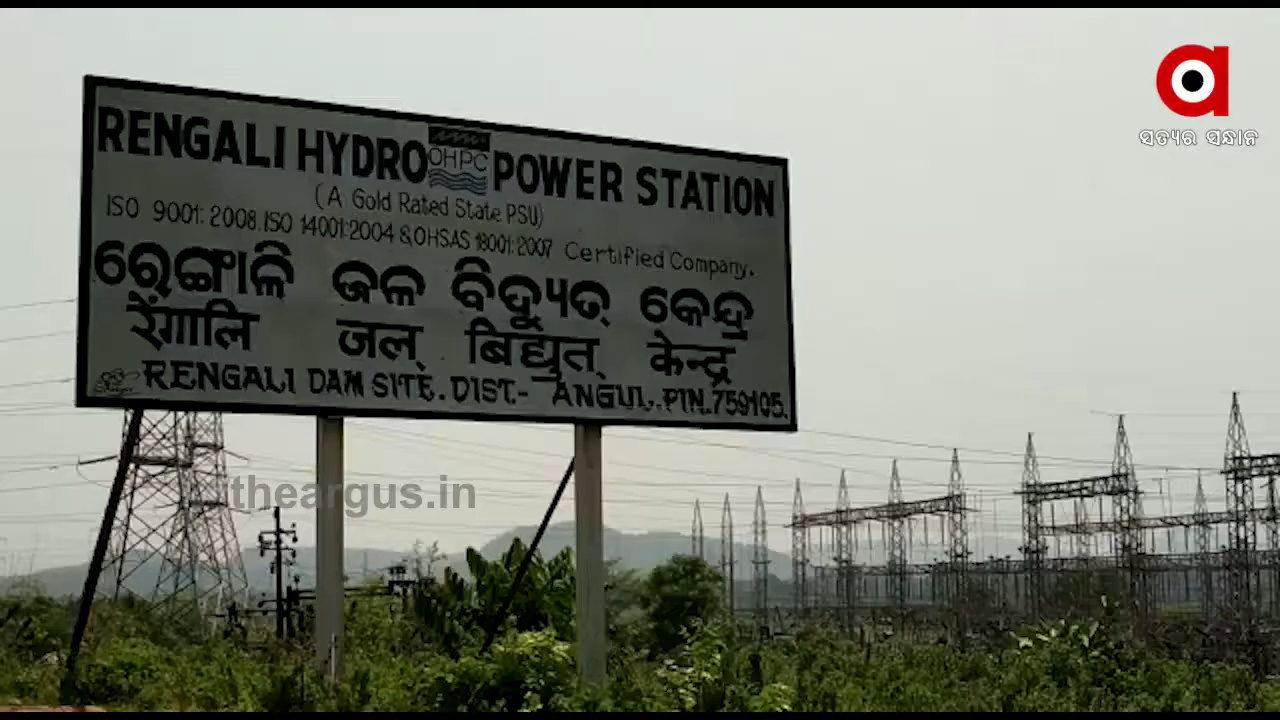 RENGALI HYDRO OHPC POWER STATION
(A Gold Rated State PSU)
ISO 9001:2008.ISO 14001:2004 &OHSAS 18001:2007 Certified Company.
ରେଙ୍ଗାଳି ଜଳ ବିଦ୍ୟୁତ୍ କେନ୍ଦ୍ର
रेंगालि जल् बिद्युत् केन्द्र
RENGALI DAM SITE. DIST.- ANGUL. PIN.759105.
ସତ୍ୟର ସନ୍ଧାନ
theargus.in